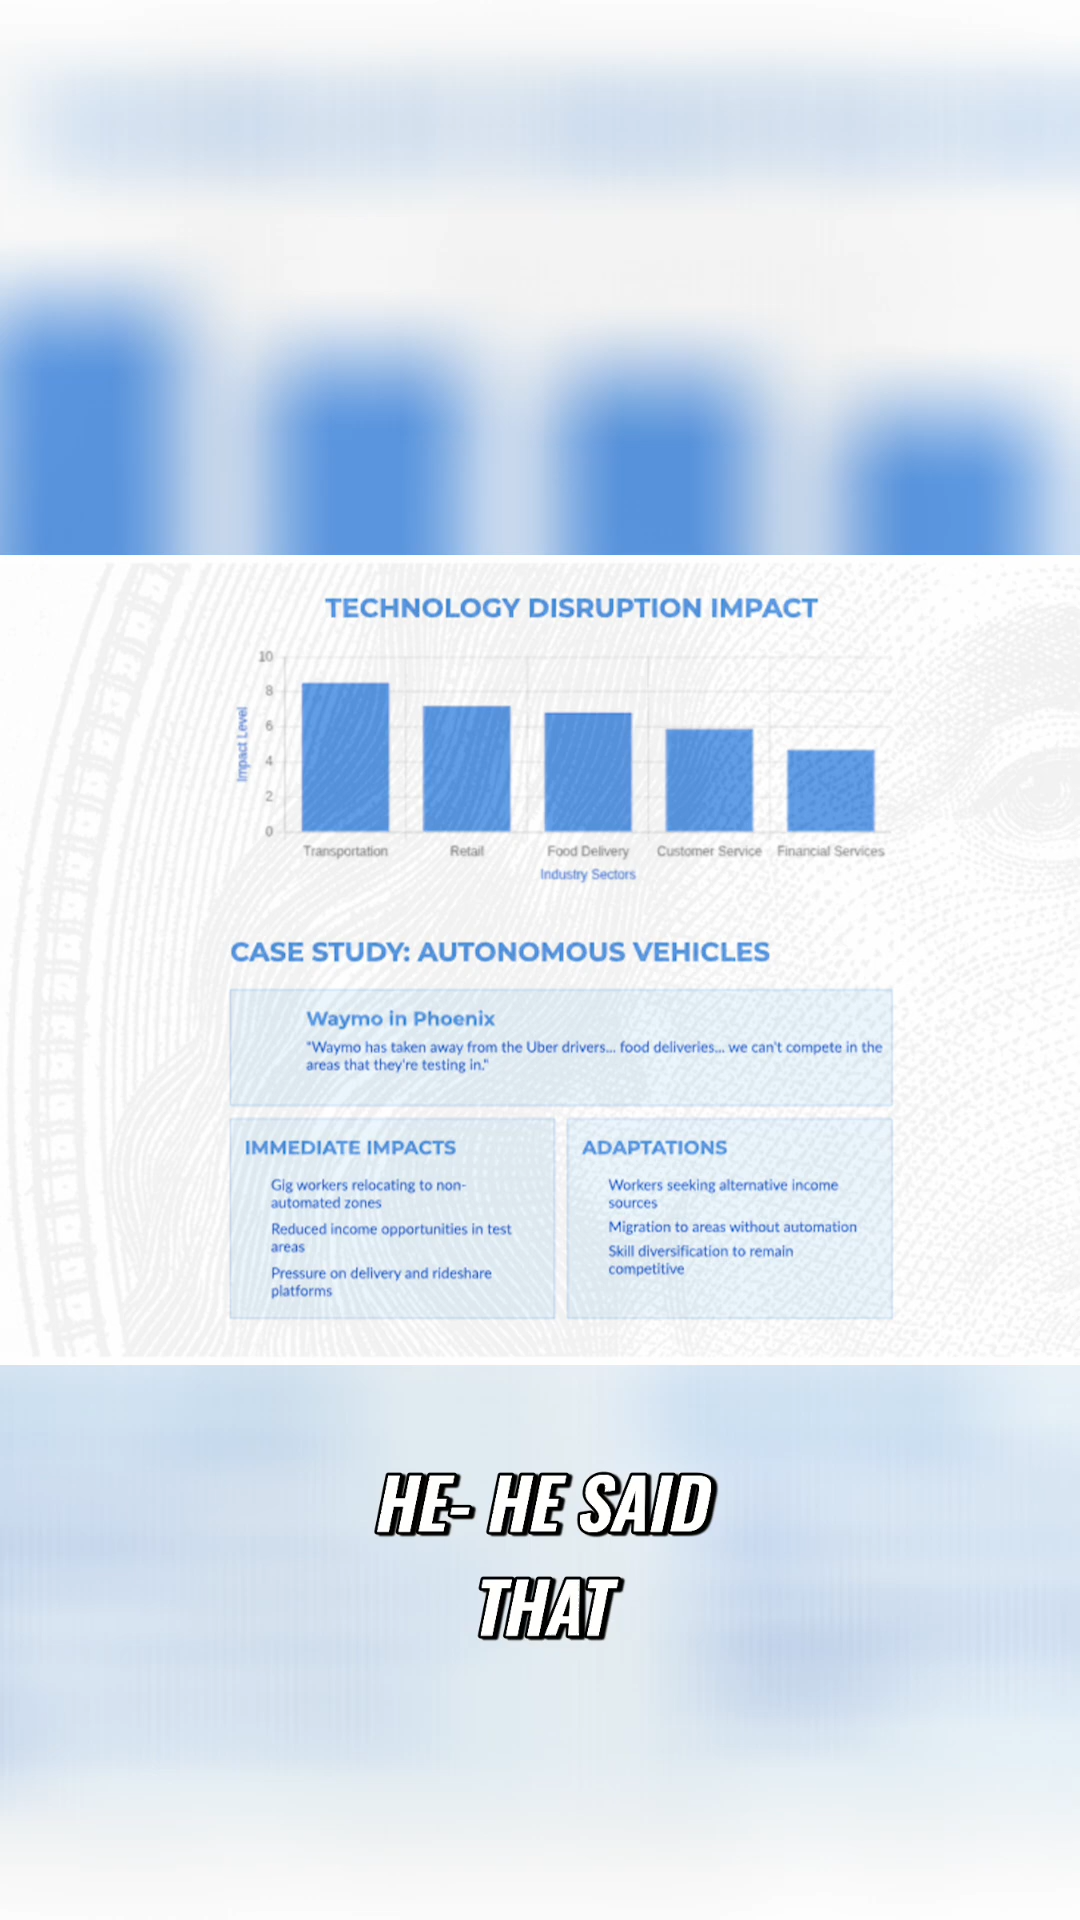 TECHNOLOGY DISRUPTION IMPACT
10
8
6
4
2
0
Impact Level
Transportation
Retail
Food Delivery
Customer Service
Financial Services
Industry Sectors
CASE STUDY: AUTONOMOUS VEHICLES
Waymo in Phoenix
"Waymo has taken away from the Uber drivers... food deliveries... we can't compete in the
areas that they're testing in."
IMMEDIATE IMPACTS
Gig workers relocating to non-
automated zones
Reduced income opportunities in test
areas
Pressure on delivery and rideshare
platforms
ADAPTATIONS
Workers seeking alternative income
sources
Migration to areas without automation
Skill diversification to remain
competitive
HE- HE SAID
THAT